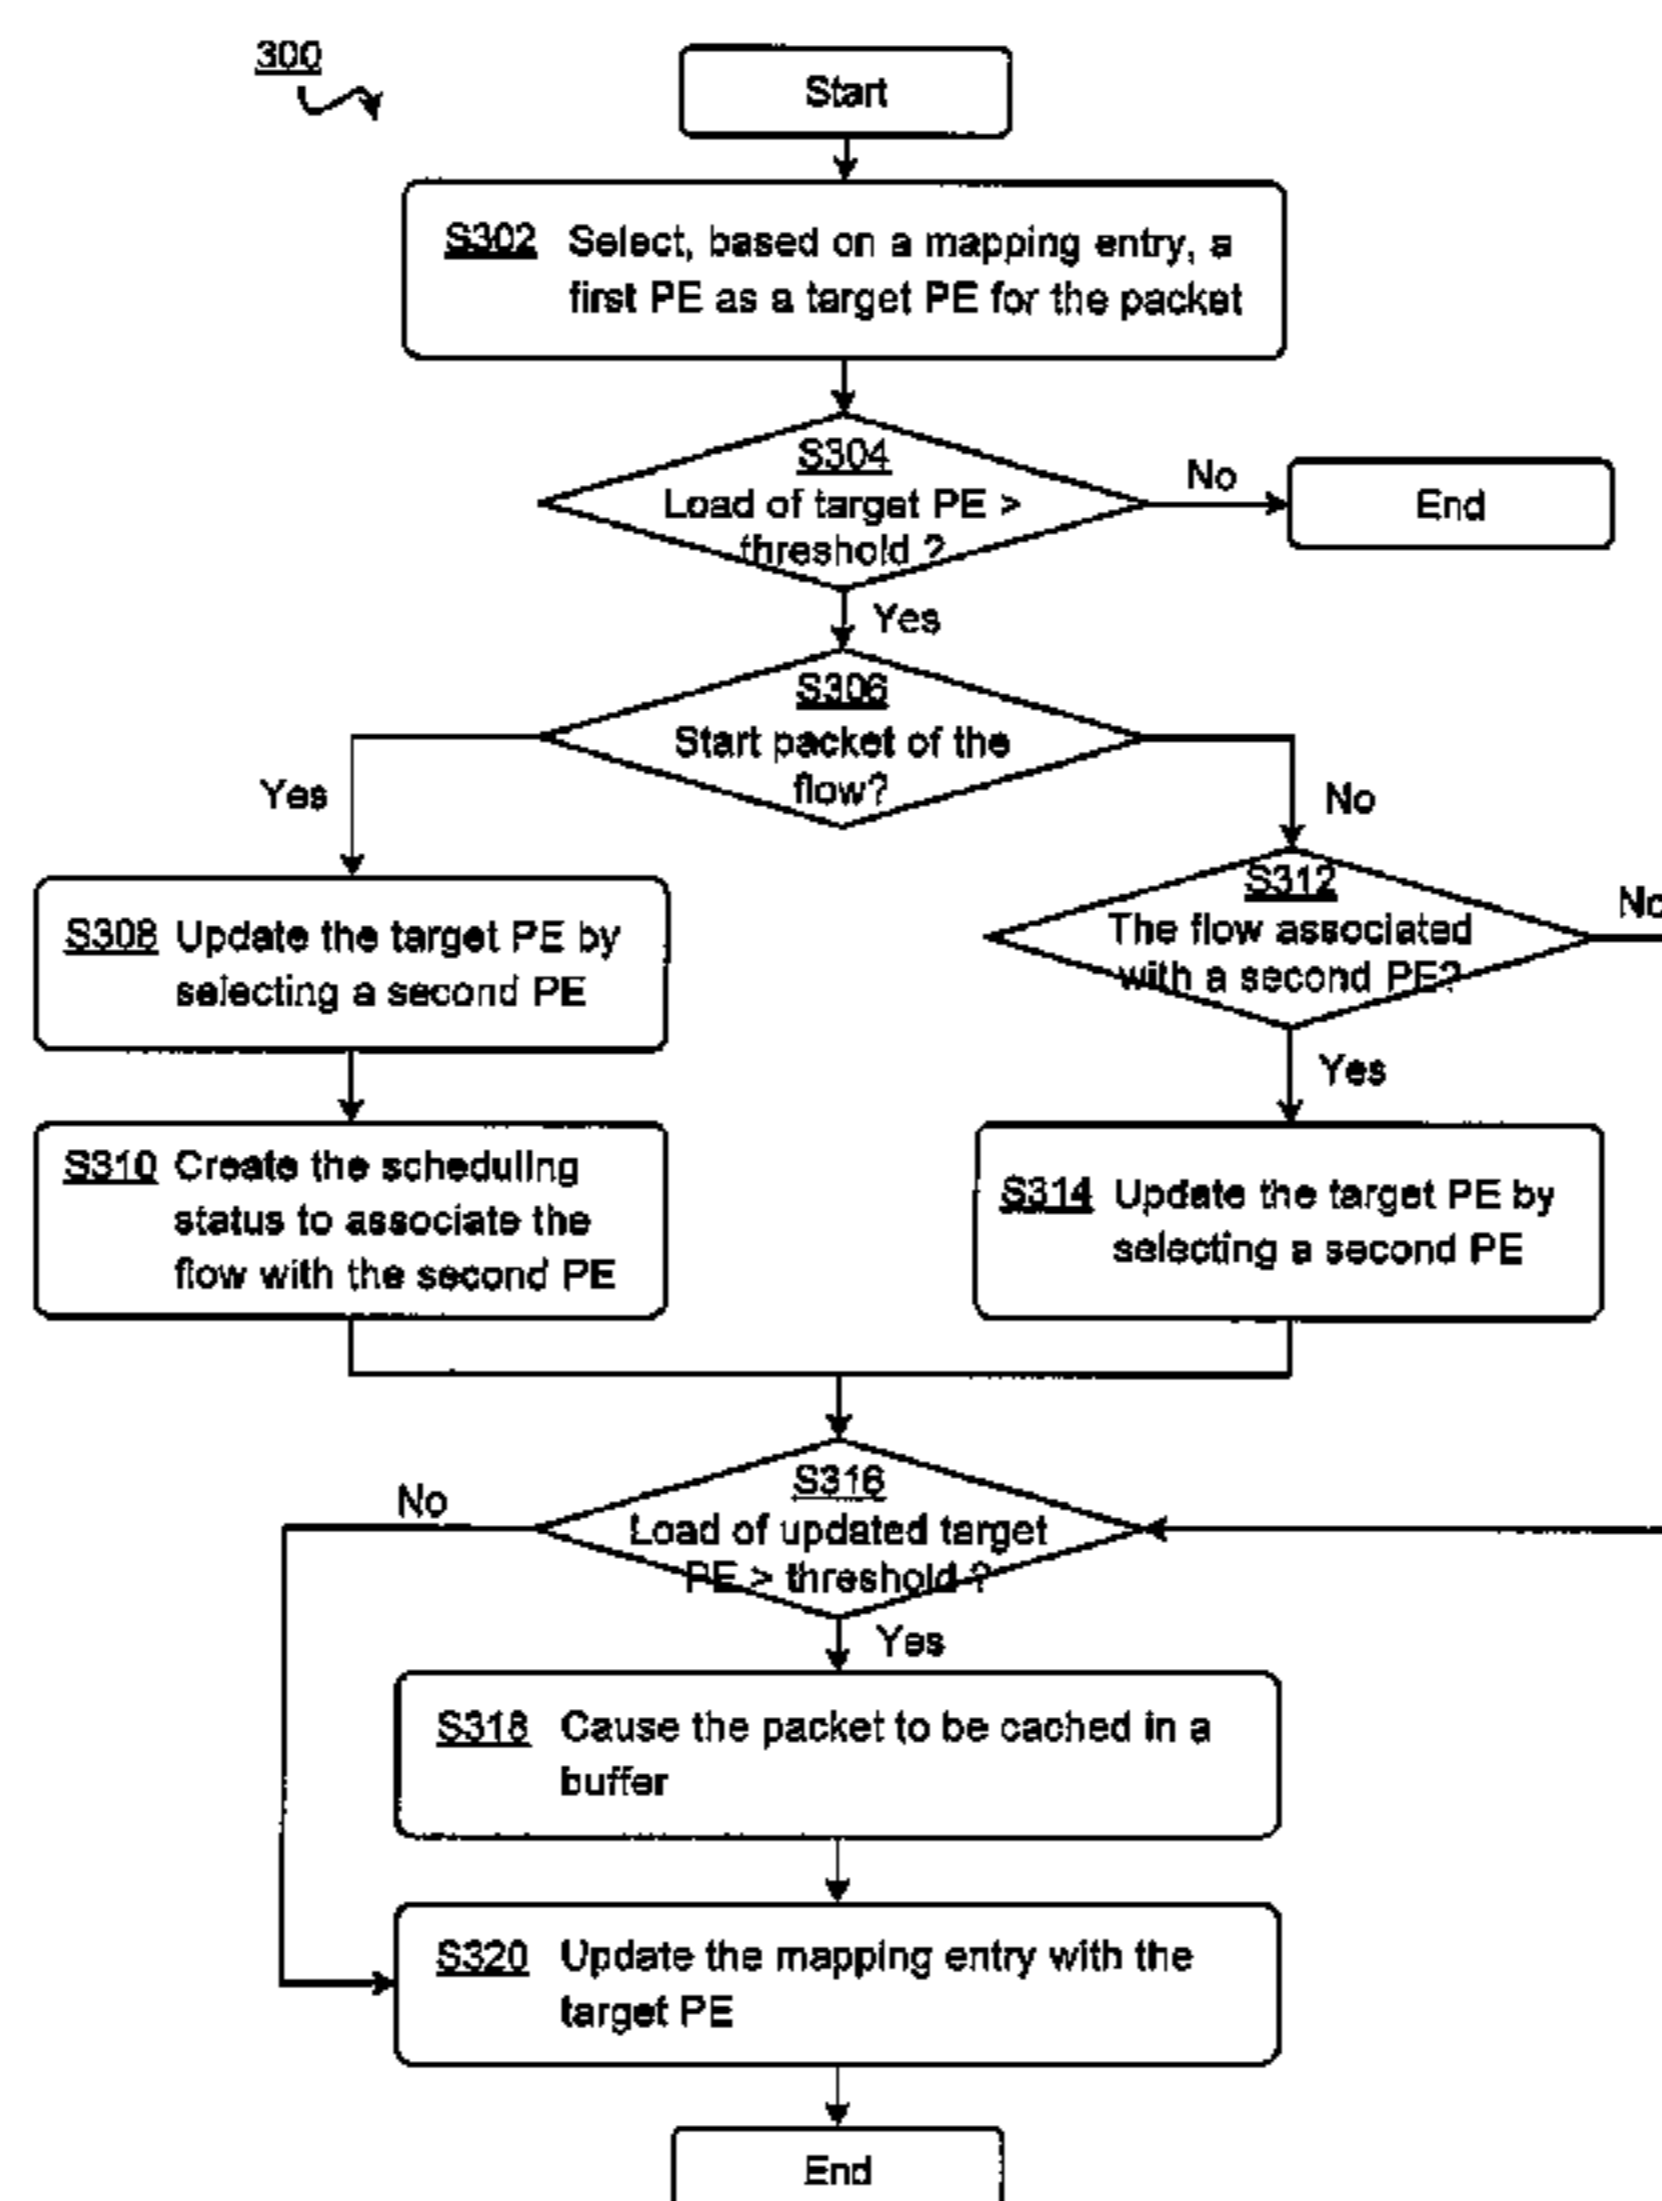 300
Start
S302 Select, based on a mapping entry, a
first PE as a target PE for the packet
S304
Load of target PE >
threshold ?
No
End
Yes
S306
Start packet of the
flow?
Yes
No
S308 Update the target PE by
selecting a second PE
S312
The flow associated
with a second PE?
No
Yes
S310 Create the scheduling
status to associate the
flow with the second PE
S314 Update the target PE by
selecting a second PE
S316
Load of updated target
PE > threshold ?
No
Yes
S318 Cause the packet to be cached in a
buffer
S320 Update the mapping entry with the
target PE
End